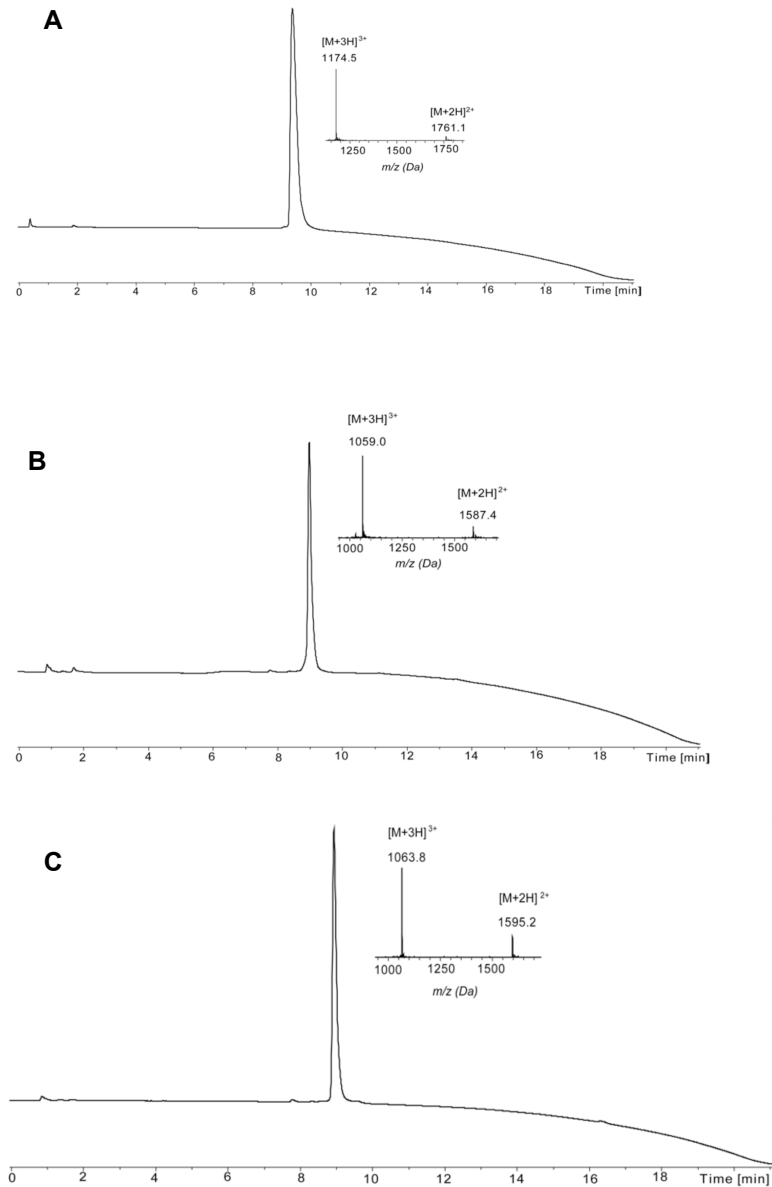 A
[M+3H]3+
1174.5
[M+2H]2+
1761.1
1250 1500 1750
m/z (Da)
0 2 4 6 8 10 12 14 16 18 Time [min]
B
[M+3H]3+
1059.0
[M+2H]2+
1587.4
1000 1250 1500
m/z (Da)
0 2 4 6 8 10 12 14 16 18 Time [min]
C
[M+3H]3+
1063.8
[M+2H] 2+
1595.2
1000 1250 1500
m/z (Da)
0 2 4 6 8 10 12 14 16 18 Time [min]